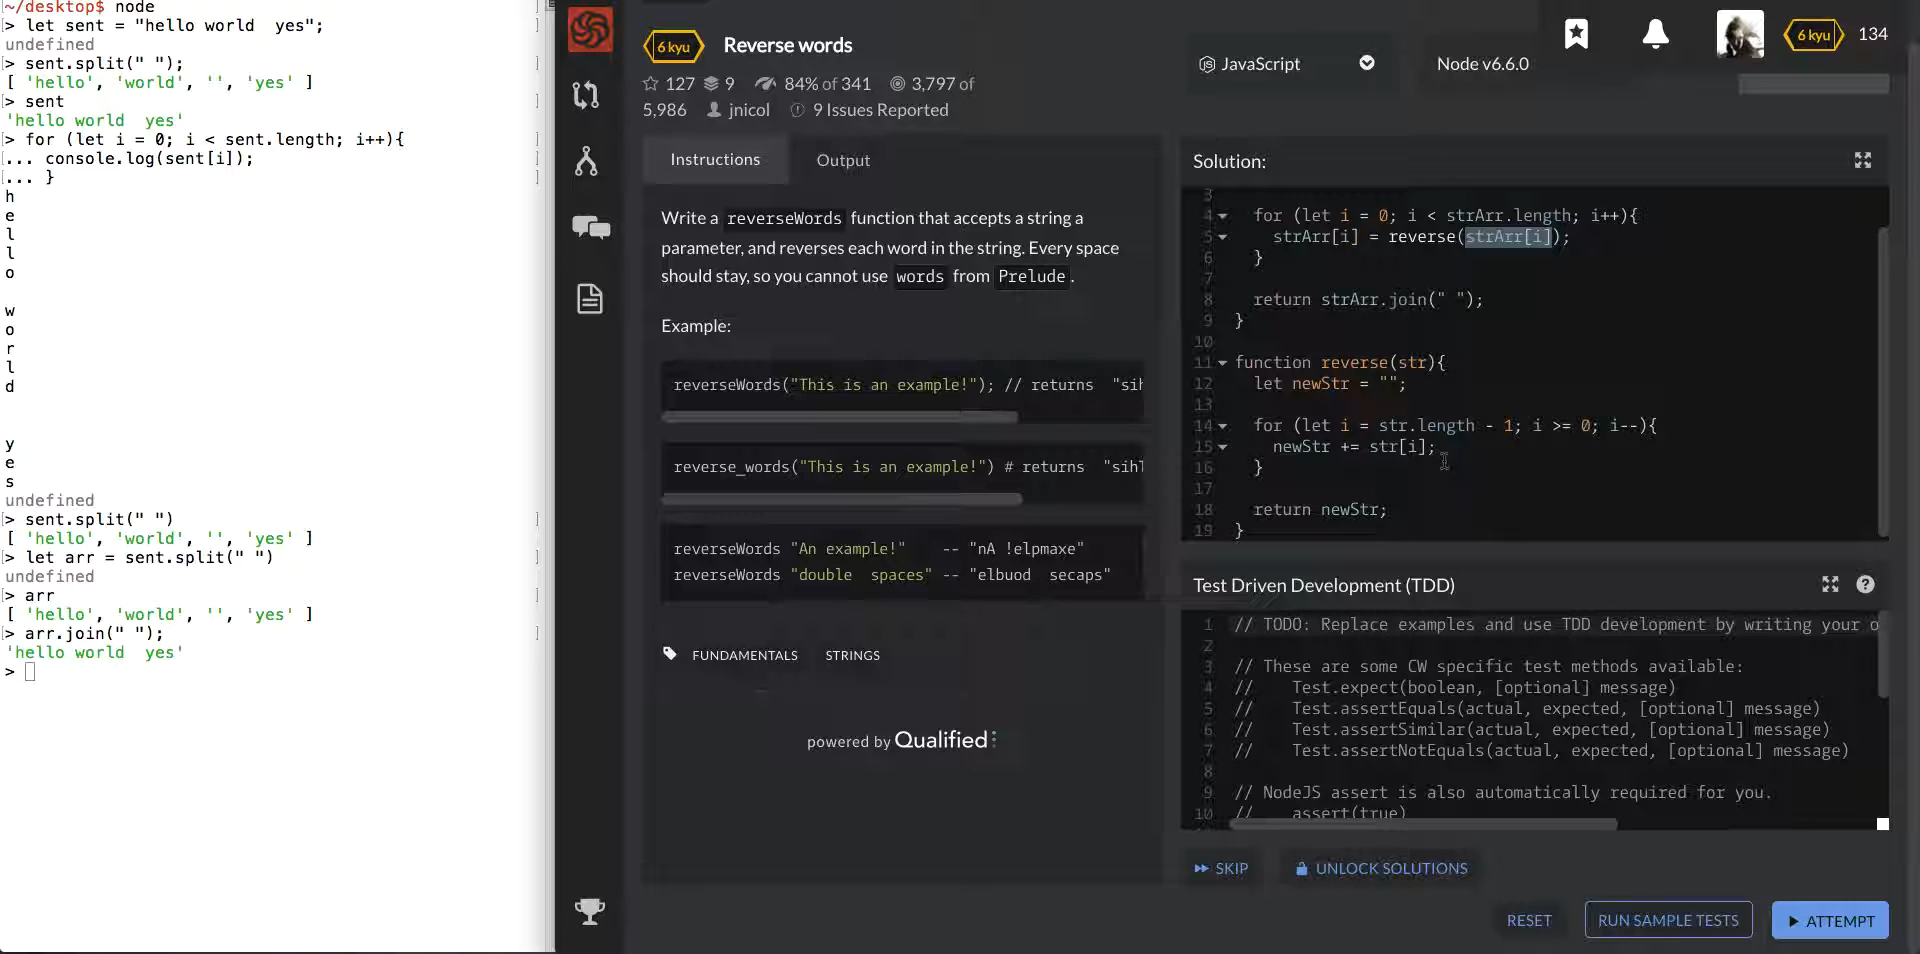 ~/desktop$ node
> let sent = "hello world  yes";
undefined
> sent.split(" ");
[ 'hello', 'world', '', 'yes' ]
> sent
'hello world  yes'
> for (let i = 0; i < sent.length; i++){
... console.log(sent[i]);
... }
h
e
l
l
o
w
o
r
l
d
y
e
s
undefined
> sent.split(" ")
[ 'hello', 'world', '', 'yes' ]
> let arr = sent.split(" ")
undefined
> arr
[ 'hello', 'world', '', 'yes' ]
> arr.join(" ");
'hello world  yes'
>
6 kyu
134
6 kyu Reverse words
127 9 84% of 341 3,797 of
5,986 jnicol 9 Issues Reported
JavaScript
Node v6.6.0
Instructions Output
Write a reverseWords function that accepts a string a
parameter, and reverses each word in the string. Every space
should stay, so you cannot use words from Prelude.
Example:
reverseWords("This is an example!"); // returns  "sih
reverse_words("This is an example!") # returns  "sih
reverseWords "An example!"    -- "nA !elpmaxe"
reverseWords "double  spaces" -- "elbuod  secaps"
FUNDAMENTALS STRINGS
powered by Qualified
Solution:
3
4 for (let i = 0; i < strArr.length; i++){
5 strArr[i] = reverse(strArr[i]);
6 }
7
8 return strArr.join(" ");
9 }
10
11 function reverse(str){
12 let newStr = "";
13
14 for (let i = str.length - 1; i >= 0; i--){
15 newStr += str[i];
16 }
17
18 return newStr;
19 }
Test Driven Development (TDD)
1 // TODO: Replace examples and use TDD development by writing your o
2
3 // These are some CW specific test methods available:
4 //    Test.expect(boolean, [optional] message)
5 //    Test.assertEquals(actual, expected, [optional] message)
6 //    Test.assertSimilar(actual, expected, [optional] message)
7 //    Test.assertNotEquals(actual, expected, [optional] message)
8
9 // NodeJS assert is also automatically required for you.
10 //    assert(true)
SKIP UNLOCK SOLUTIONS
RESET RUN SAMPLE TESTS ATTEMPT